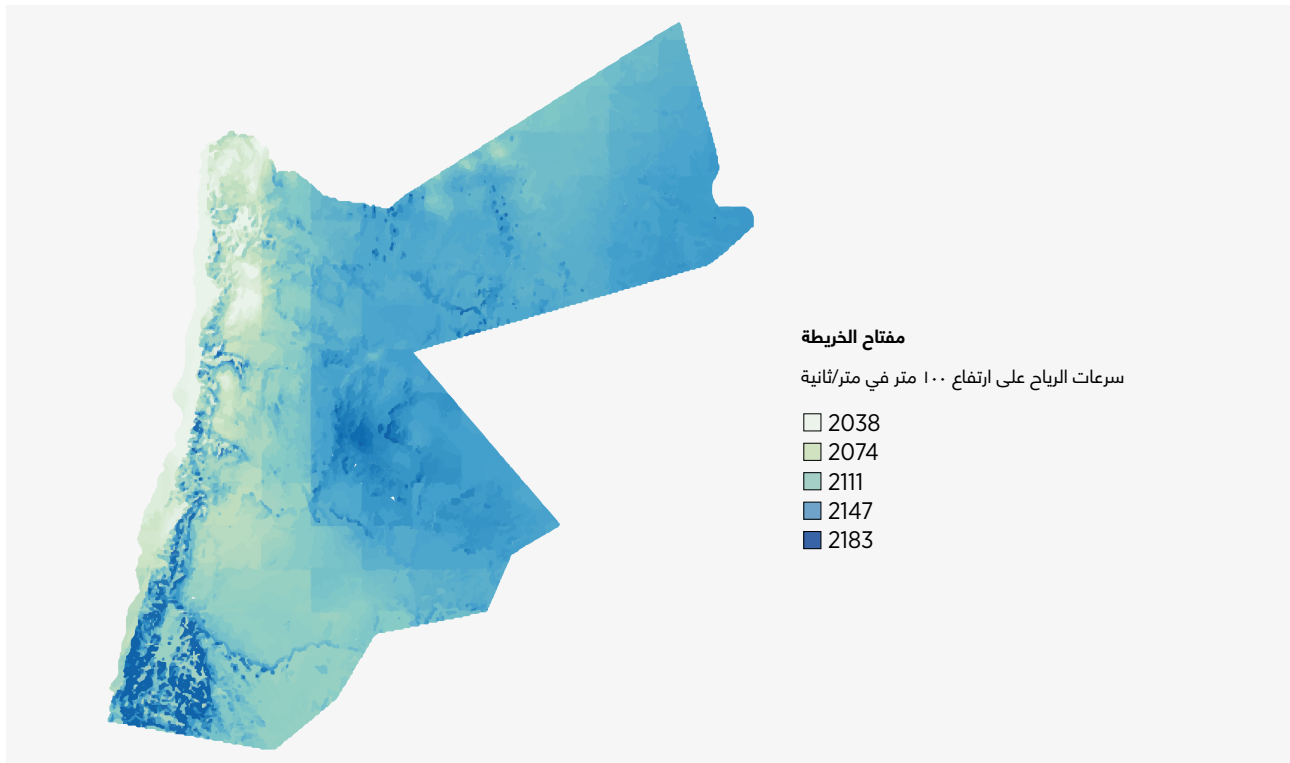 مفتاح الخريطة
سرعات الرياح على ارتفاع ١٠٠ متر في متر/ثانية
2038
2074
2111
2147
2183